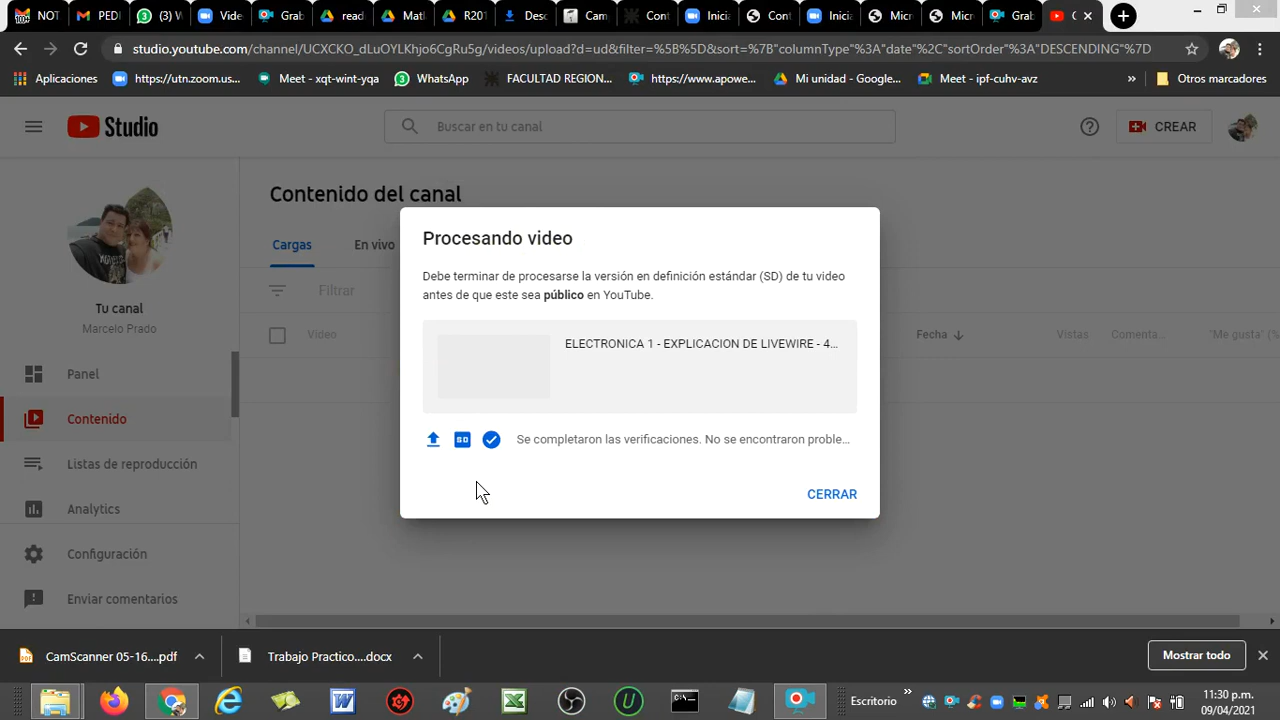 NOT
PEDI
(3) W
Vide
Grab
read
Mat
R201
Desc
Cam
Cont
Inicia
Cont
Inicia
Micr
Micr
Grab
C
studio.youtube.com/channel/UCXCKO_dLuOYLKhjo6CgRu5g/videos/upload?d=ud&filter=%5B%5D&sort=%7B"columnType"%3A"date"%2C"sortOrder"%3A"DESCENDING"%7D
Aplicaciones
https://utn.zoom.us...
Meet - xqt-wint-yqa
WhatsApp
FACULTAD REGION...
https://www.apowe...
Mi unidad - Google...
Meet - ipf-cuhv-avz
»
Otros marcadores
Studio
Buscar en tu canal
CREAR
Contenido del canal
Cargas
En vivo
Filtrar
Video
Fecha
Vistas
Comenta...
"Me gusta" (%
Tu canal
Marcelo Prado
Panel
Contenido
Listas de reproducción
Analytics
Configuración
Enviar comentarios
Procesando video
Debe terminar de procesarse la versión en definición estándar (SD) de tu video
antes de que este sea público en YouTube.
ELECTRONICA 1 - EXPLICACION DE LIVEWIRE - 4...
SD
Se completaron las verificaciones. No se encontraron proble...
CERRAR
CamScanner 05-16....pdf
Trabajo Practico....docx
Mostrar todo
Escritorio
»
11:30 p.m.
09/04/2021